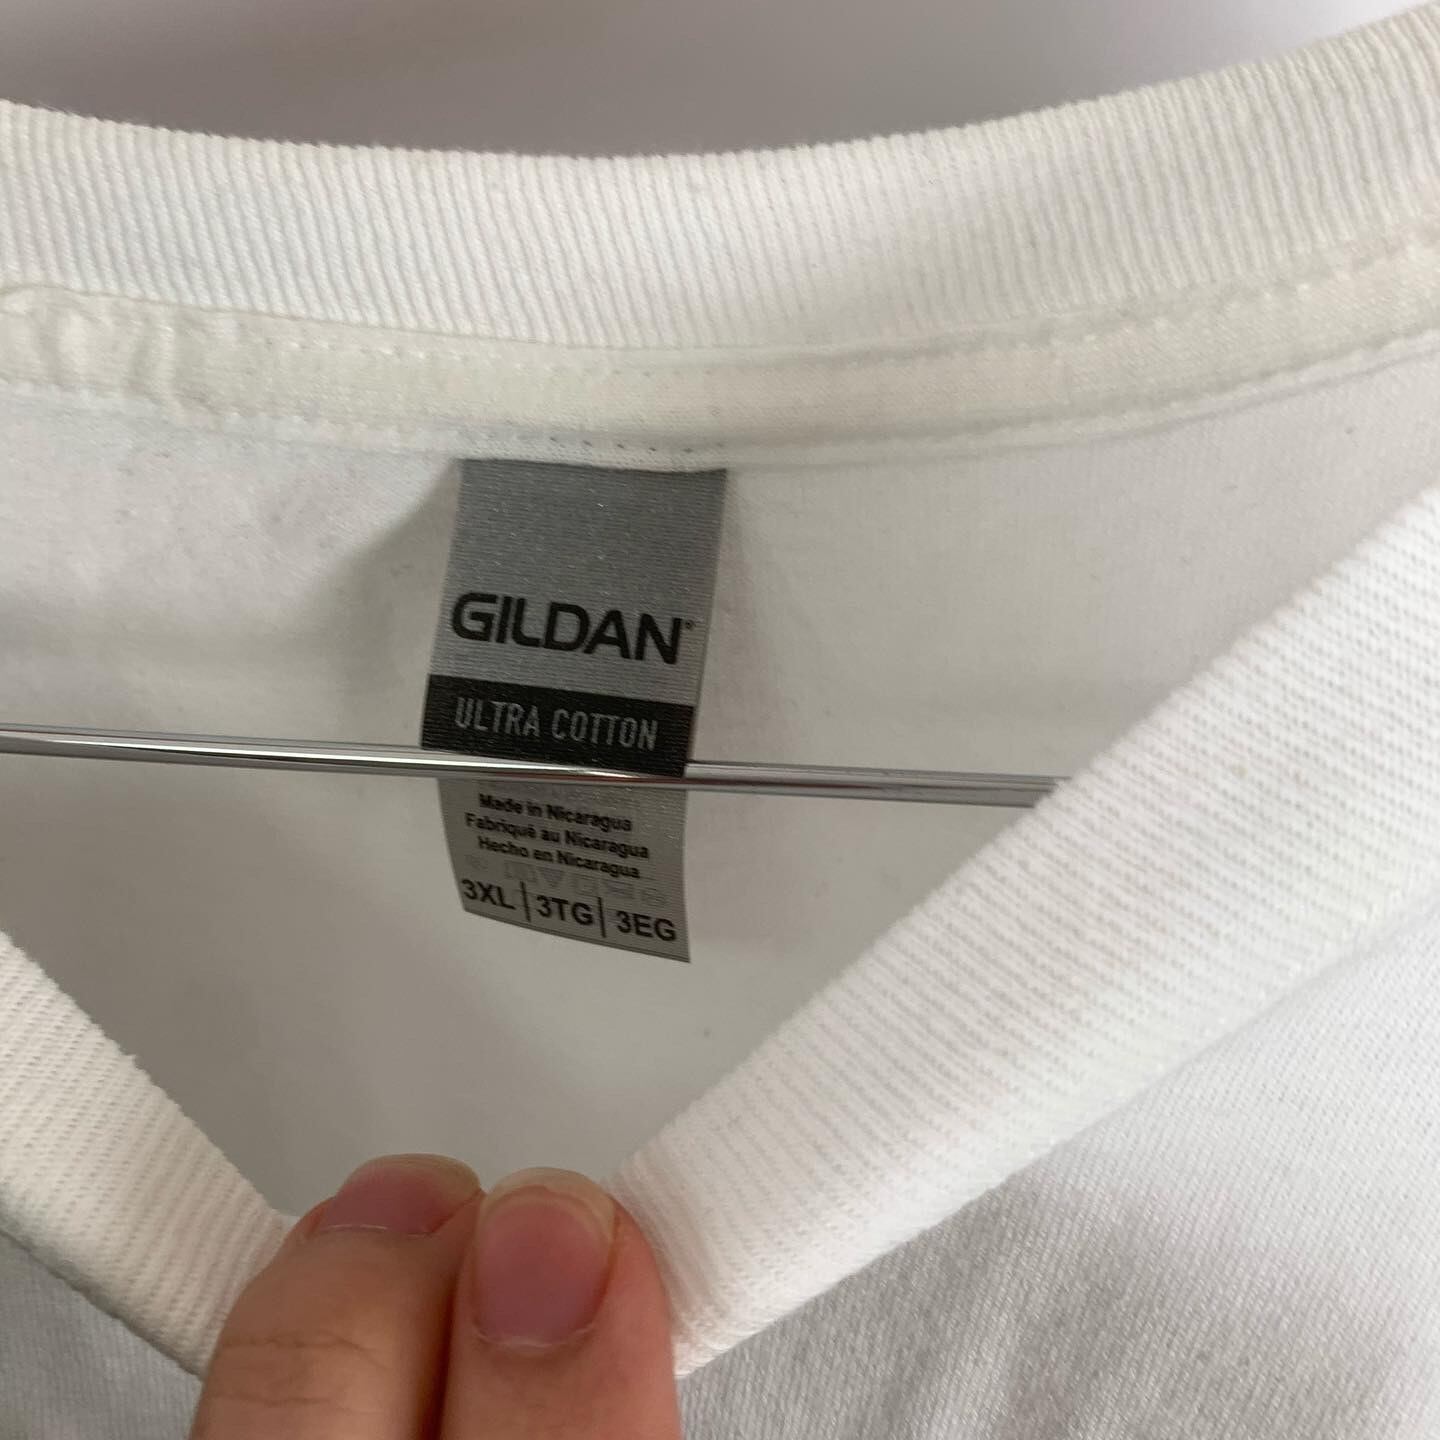 GILDAN®
ULTRA COTTON
Made in Nicaragua
Fabriqué au Nicaragua
Hecho en Nicaragua
3XL | 3TG | 3EG